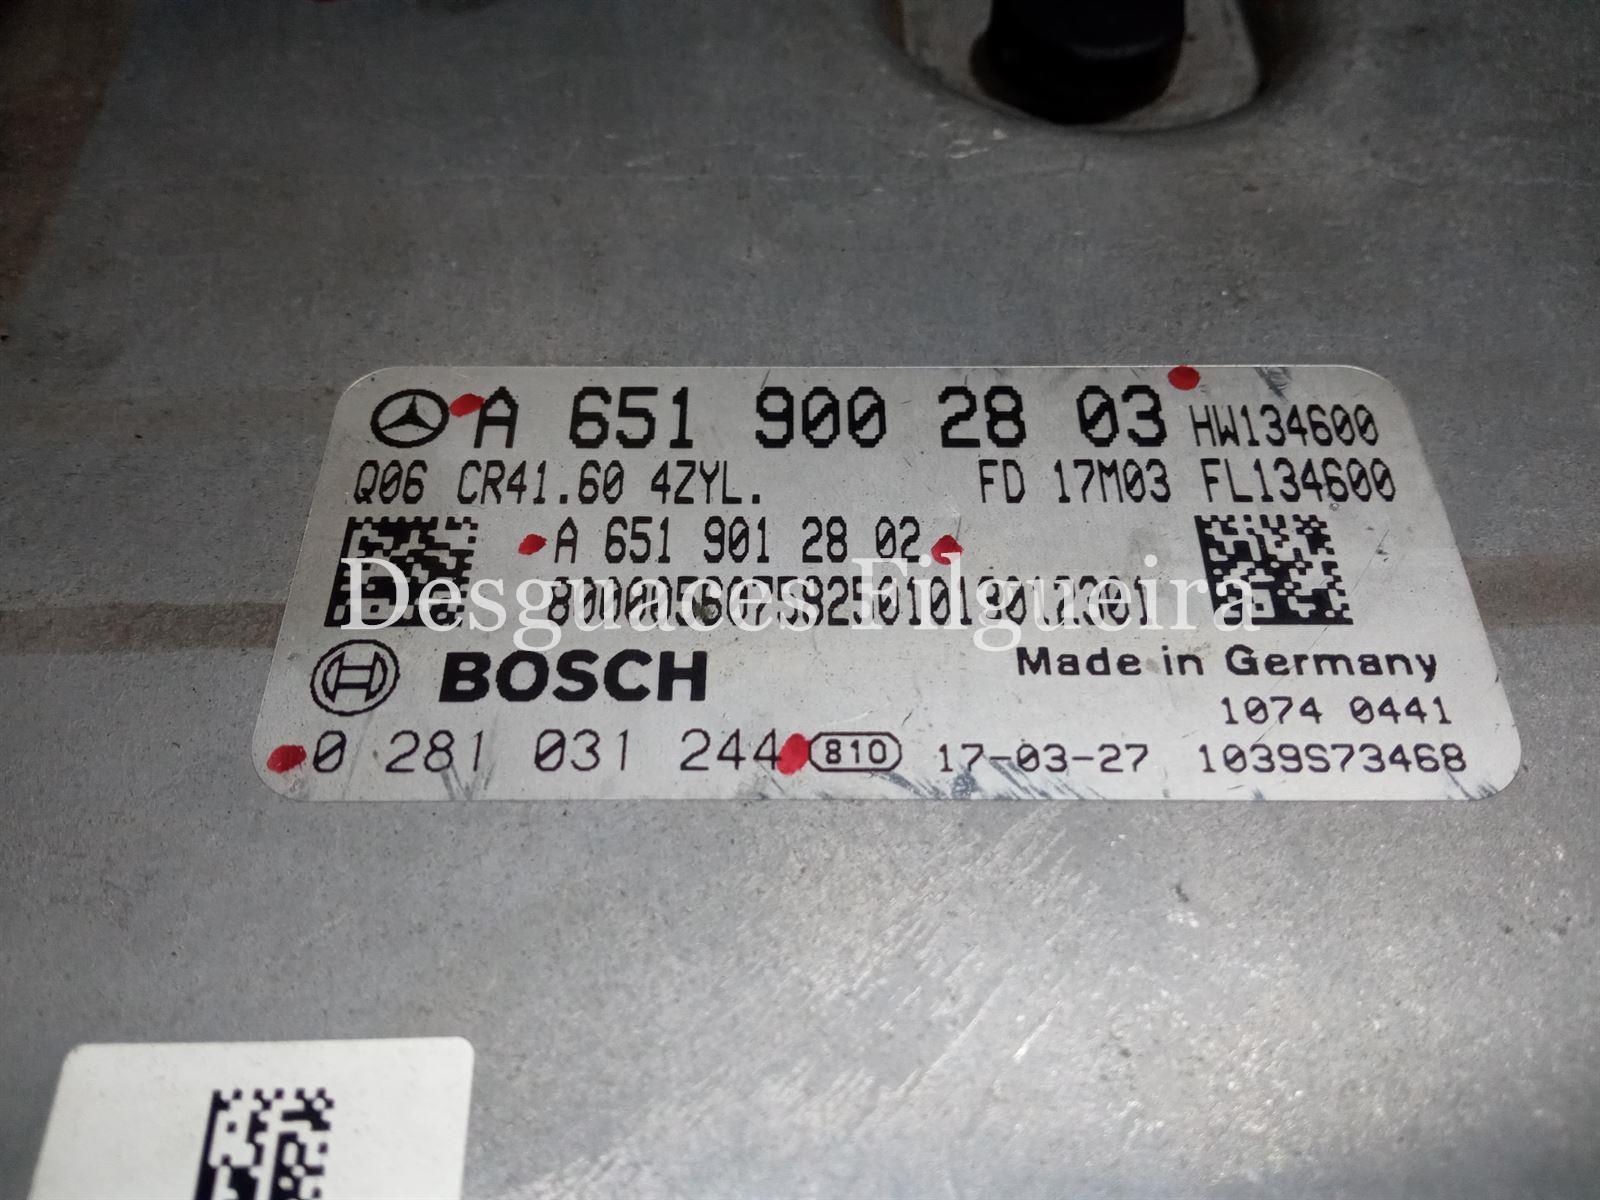 A 651 900 28 03 HW134600
Q06 CR41.60 4ZYL. FD 17M03 FL134600
A 651 901 28 02
Desguaces Filgueira
BOSCH Made in Germany
1074 0441
0 281 031 244 810 17-03-27 1039S73468